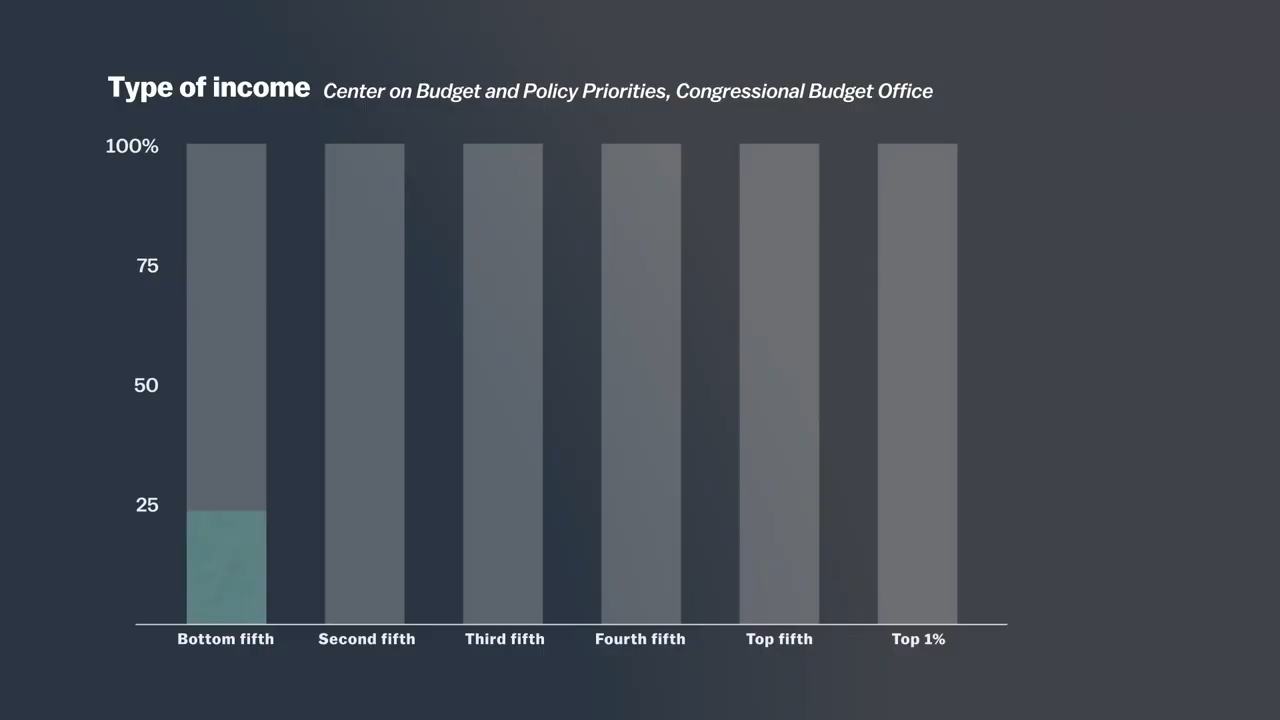 Type of income Center on Budget and Policy Priorities, Congressional Budget Office
100%
75
50
25
Bottom fifth Second fifth Third fifth Fourth fifth Top fifth Top 1%